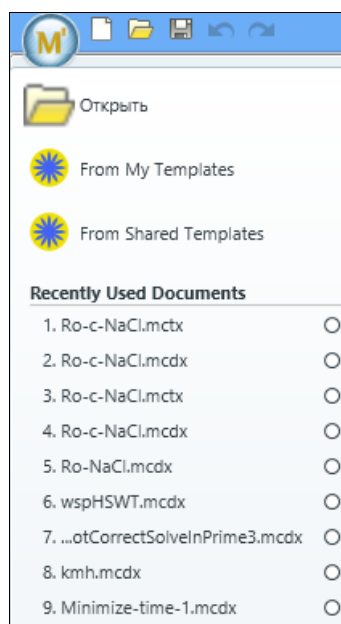 M'
Открыть
From My Templates
From Shared Templates
Recently Used Documents
1. Ro-c-NaCl.mctx
2. Ro-c-NaCl.mcdx
3. Ro-c-NaCl.mctx
4. Ro-c-NaCl.mcdx
5. Ro-NaCl.mcdx
6. wspHSWT.mcdx
7. ...otCorrectSolveInPrime3.mcdx
8. kmh.mcdx
9. Minimize-time-1.mcdx